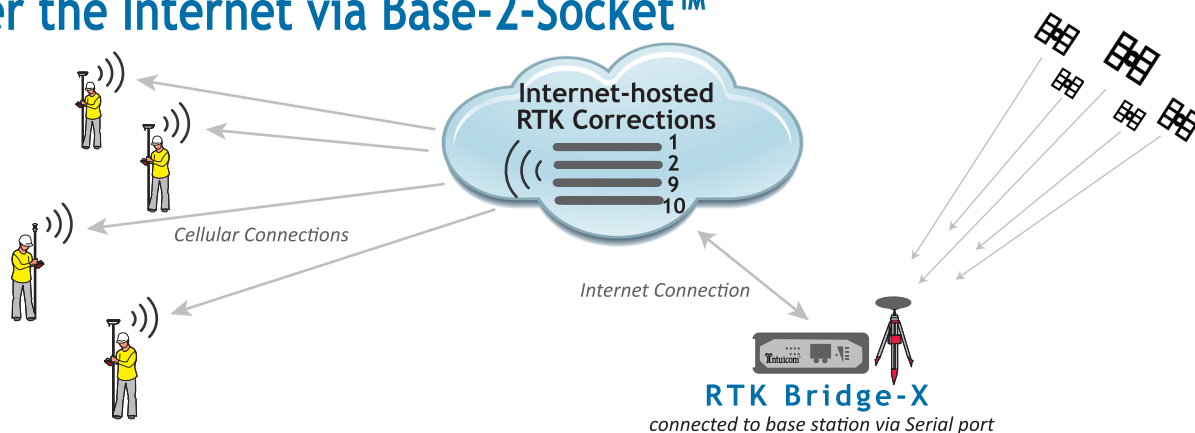 er the Internet via Base-2-Socket™
Internet-hosted
RTK Corrections
1
2
9
10
Cellular Connections
Internet Connection
Intuicom
RTK Bridge-X
connected to base station via Serial port